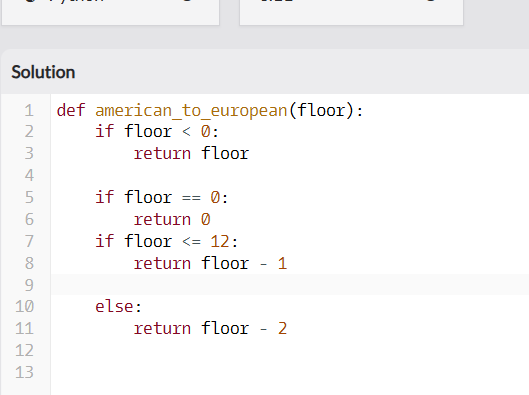 Python
Solution
1 def american_to_european(floor):
2     if floor < 0:
3         return floor
4
5     if floor == 0:
6         return 0
7     if floor <= 12:
8         return floor - 1
9
10     else:
11         return floor - 2
12
13